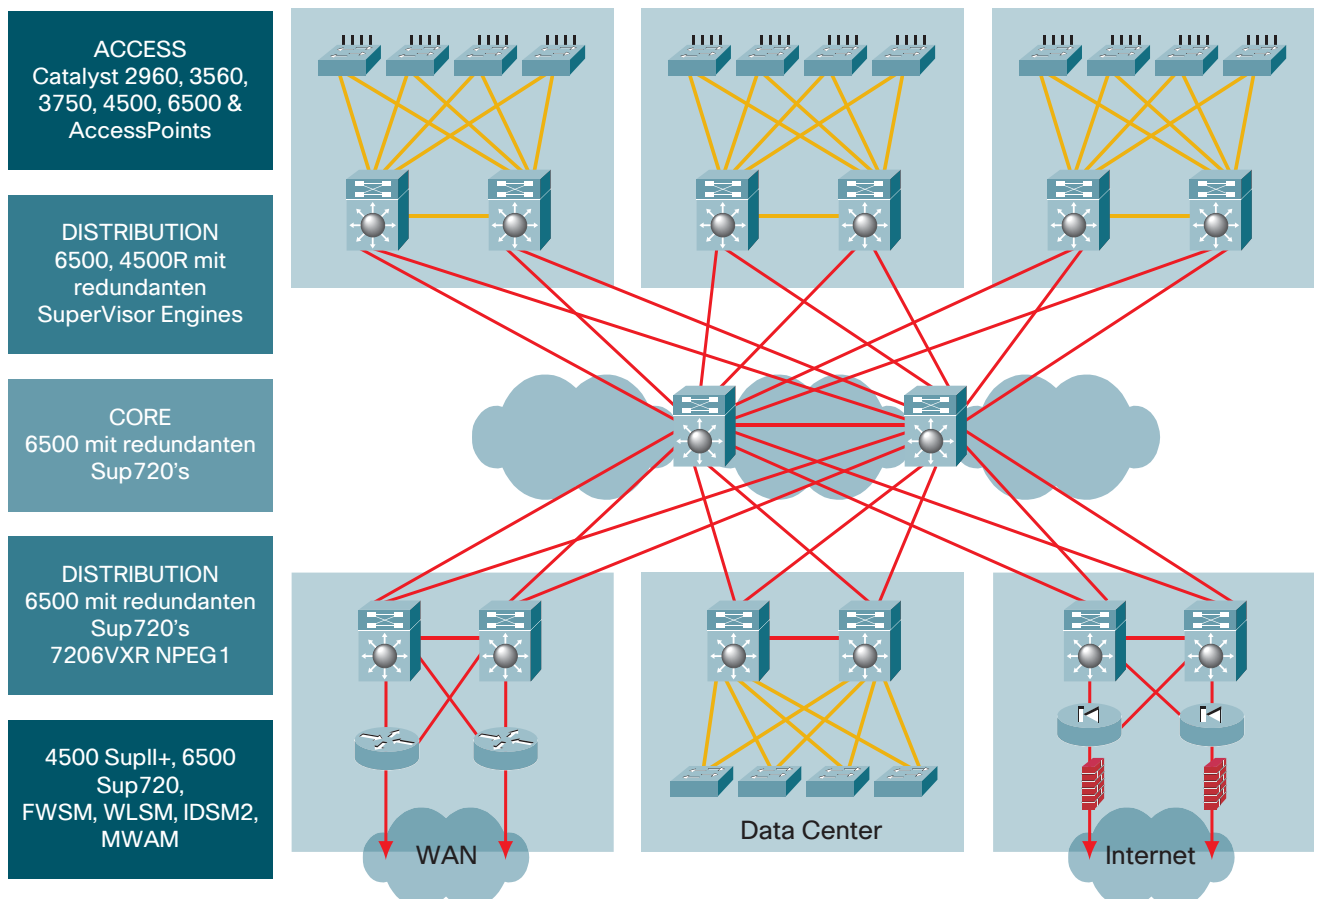 ACCESS
Catalyst 2960, 3560,
3750, 4500, 6500 &
AccessPoints
DISTRIBUTION
6500, 4500R mit
redundanten
SuperVisor Engines
CORE
6500 mit redundanten
Sup720's
DISTRIBUTION
6500 mit redundanten
Sup720's
7206VXR NPEG1
4500 SupII+, 6500
Sup720,
FWSM, WLSM, IDSM2,
MWAM
WAN
Data Center
Internet